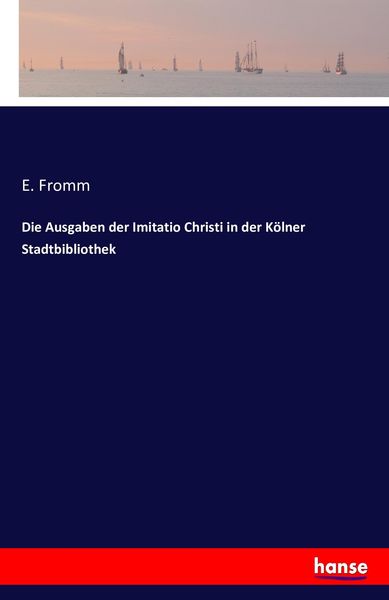 E. Fromm
Die Ausgaben der Imitatio Christi in der Kölner
Stadtbibliothek
hanse